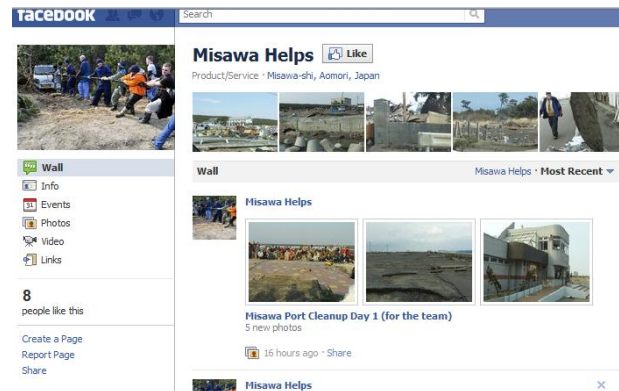 facebook
Search
Misawa Helps
Like
Product/Service · Misawa-shi, Aomori, Japan
Wall
Info
Events
Photos
Video
Links
8
people like this
Create a Page
Report Page
Share
Wall
Misawa Helps · Most Recent
Misawa Helps
Misawa Port Cleanup Day 1 (for the team)
5 new photos
16 hours ago · Share
Misawa Helps